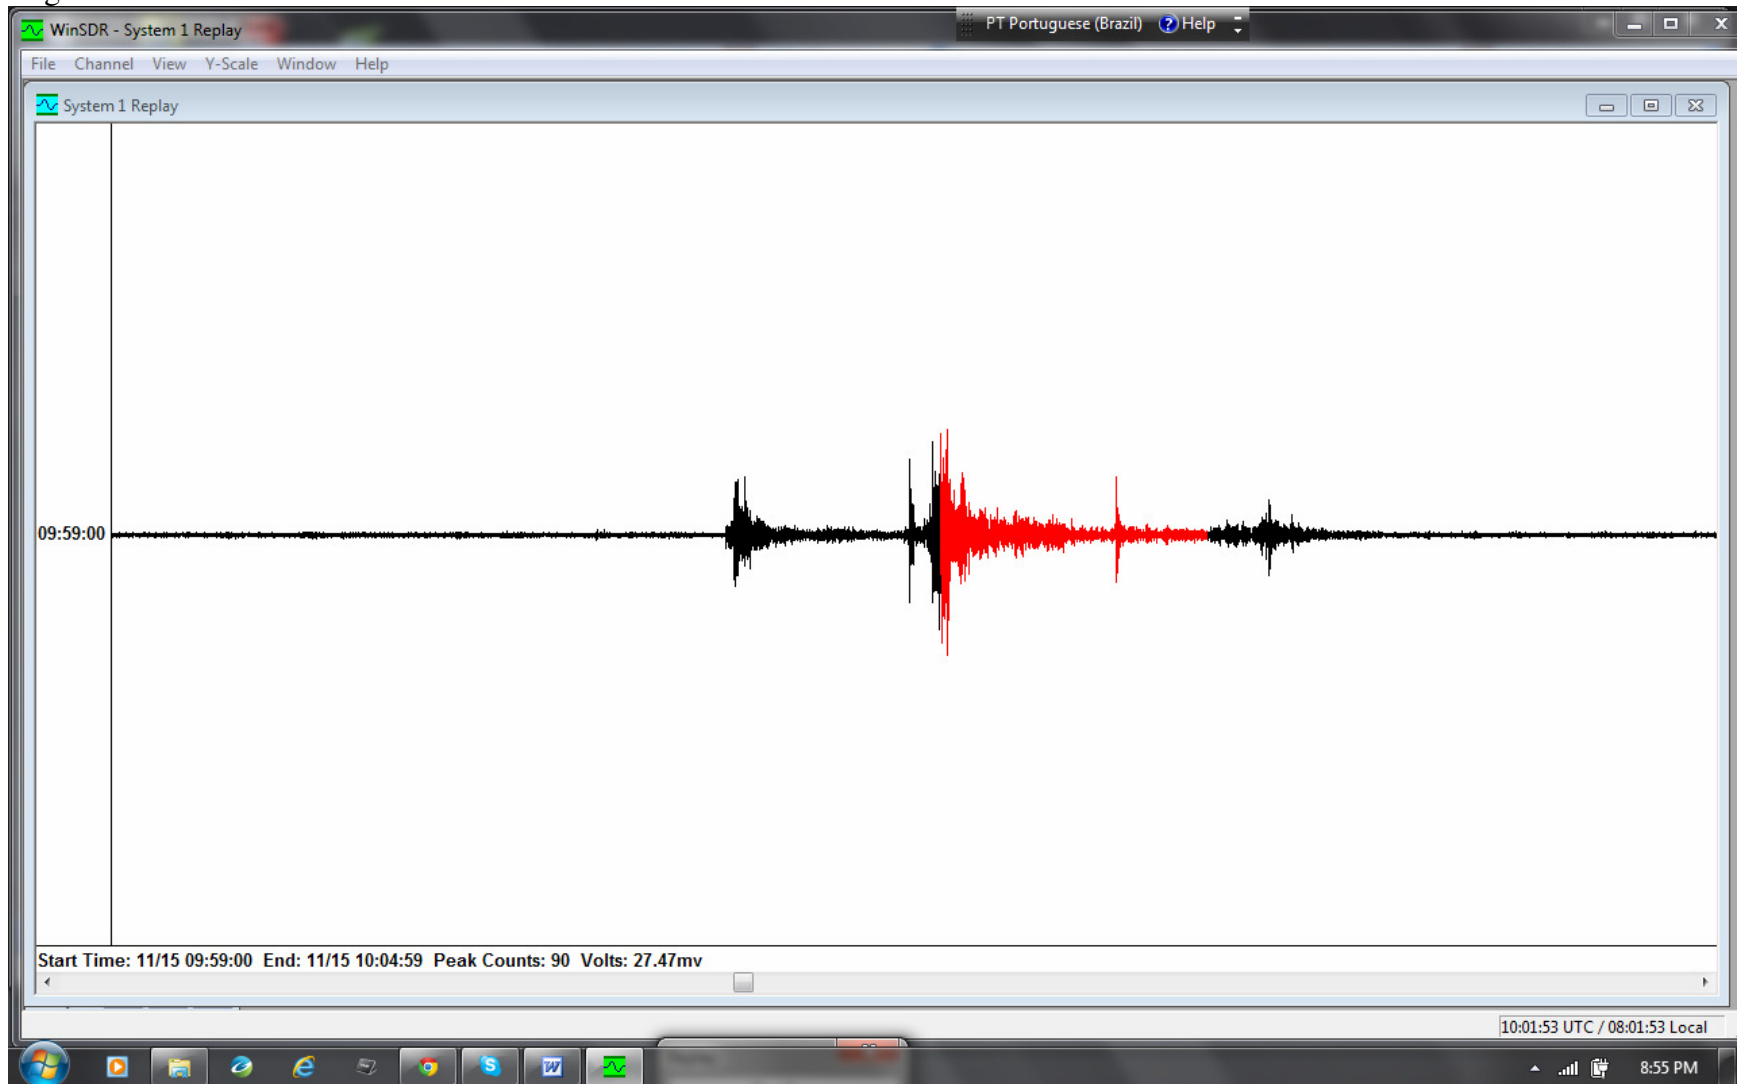 WinSDR - System 1 Replay
PT Portuguese (Brazil) Help
File Channel View Y-Scale Window Help
System 1 Replay
09:59:00
Start Time: 11/15 09:59:00 End: 11/15 10:04:59 Peak Counts: 90 Volts: 27.47mv
10:01:53 UTC / 08:01:53 Local
8:55 PM